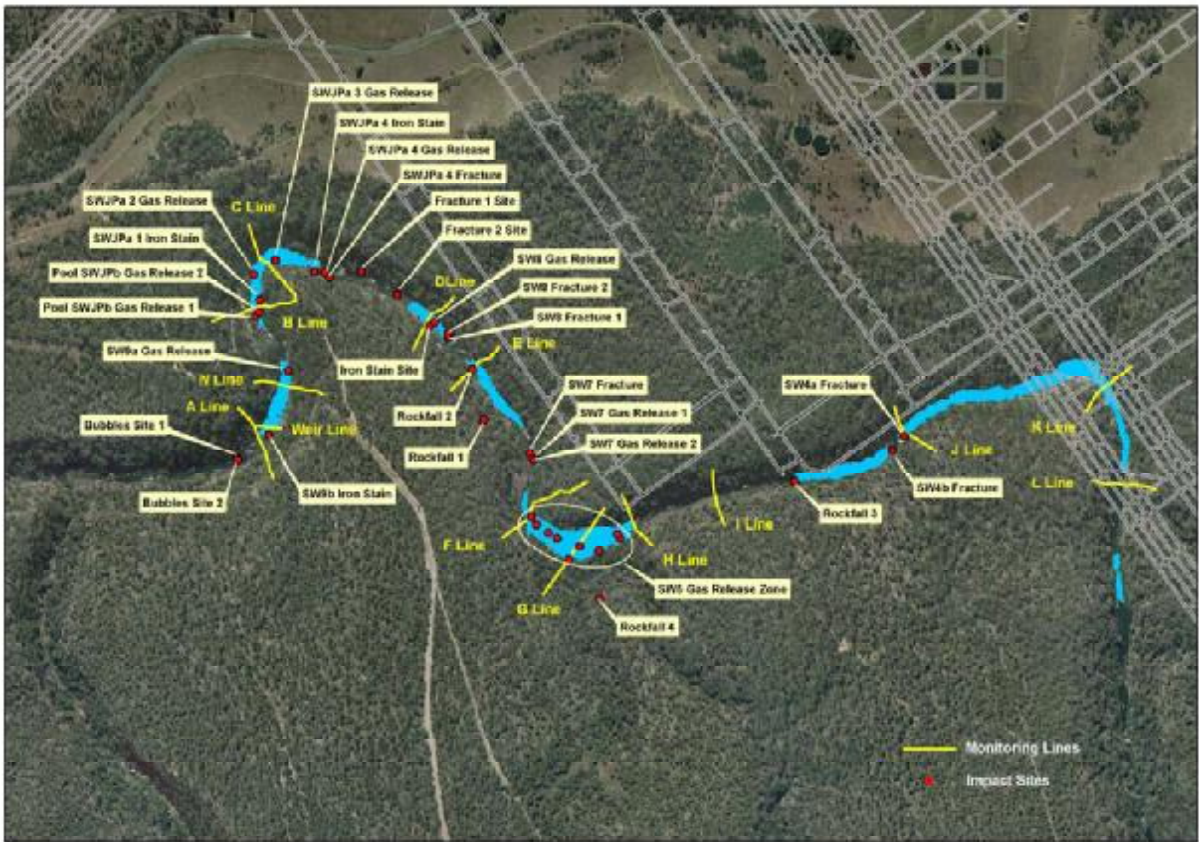 SWJPa 3 Gas Release
SWJPa 4 Iron Stain
SWJPa 4 Gas Release
SWJPa 4 Fracture
SWJPa 2 Gas Release
C Line
Fracture 1 Site
Fracture 2 Site
SWJPa 1 Iron Stain
SW8 Gas Release
Pool SWJPb Gas Release 2
D Line
SW8 Fracture 2
Pool SWJPb Gas Release 1
SW8 Fracture 1
B Line
E Line
SW9a Gas Release
Iron Stain Site
N Line
SW7 Fracture
SW4a Fracture
A Line
Rockfall 2
SW7 Gas Release 1
Bubbles Site 1
Weir Line
K Line
SW7 Gas Release 2
J Line
Rockfall 1
L Line
SW9b Iron Stain
SW4b Fracture
Bubbles Site 2
Rockfall 3
I Line
F Line
H Line
SW5 Gas Release Zone
G Line
Rockfall 4
Monitoring Lines
Impact Sites